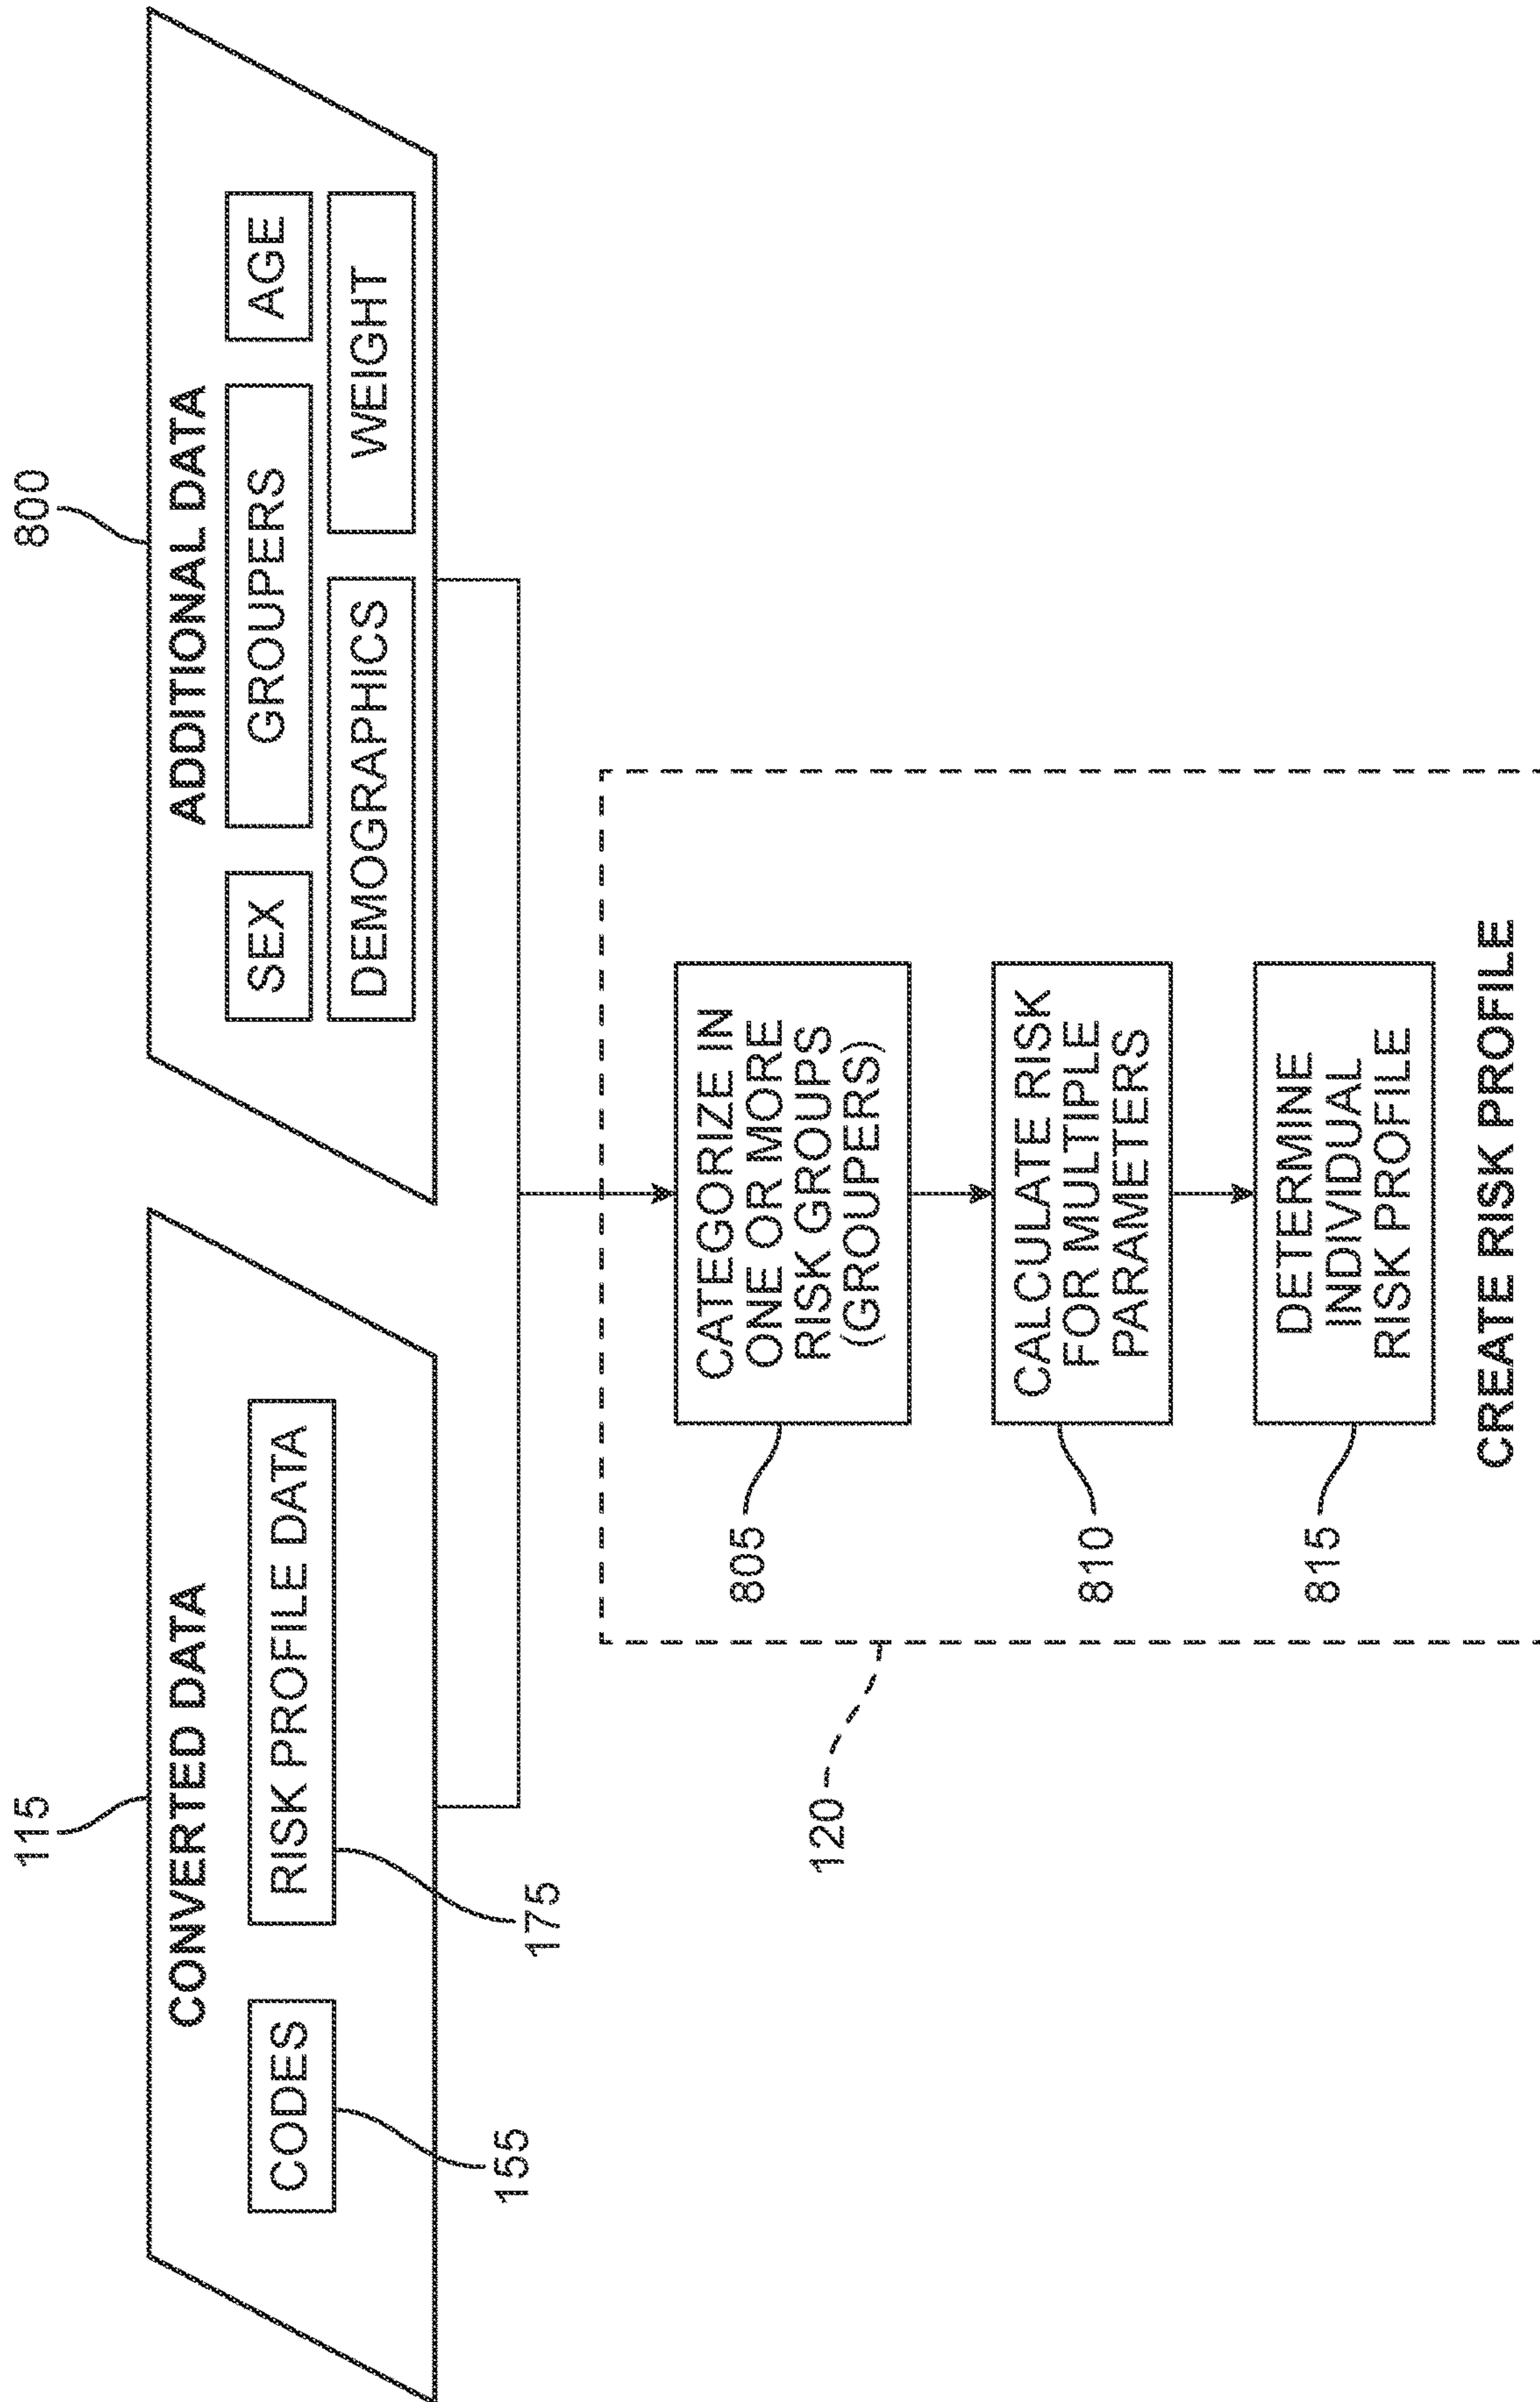 115
CONVERTED DATA
CODES
RISK PROFILE DATA
155
175
800
ADDITIONAL DATA
SEX
GROUPERS
AGE
DEMOGRAPHICS
WEIGHT
120
805
CATEGORIZE IN
ONE OR MORE
RISK GROUPS
(GROUPERS)
810
CALCULATE RISK
FOR MULTIPLE
PARAMETERS
815
DETERMINE
INDIVIDUAL
RISK PROFILE
CREATE RISK PROFILE